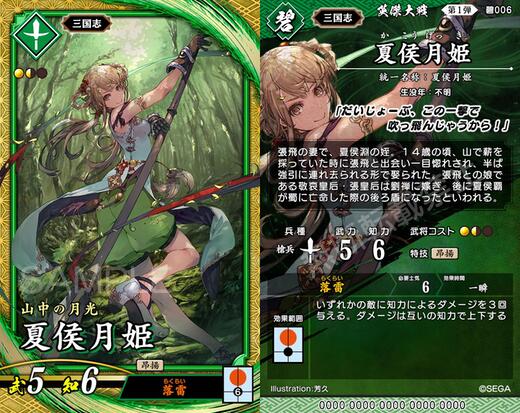 三国志
SAMPLE
山中の月光
夏侯月姫
昂揚
武5 知6
らくらい
落雷
6
碧
三国志
英傑大戦
第1弾
碧006
かこうげっき
夏侯月姫
統一名称:夏侯月姫
生没年:不明
「だいじょーぶ、この一撃で
吹っ飛んじゃうから!」
張飛の妻で、夏侯淵の姪。14歳の頃、山で薪を
採っていた時に張飛と出会い一目惚れされ、半ば
強引に連れ去られる形で娶られた。張飛との娘で
ある敬哀皇后・張皇后は劉禅に嫁ぎ、後に夏侯覇
が蜀に亡命した際の後ろ盾になったといわれる。
兵種 武力 知力 武将コスト
槍兵 5 6
特技 昂揚
らくらい
落雷
必要士気
6
効果時間
一瞬
効果範囲
いずれかの敵に知力によるダメージを3回
与える。ダメージは互いの知力で上下する
Illustration:芳久
©SEGA
0000-0000-0000-0000-0000